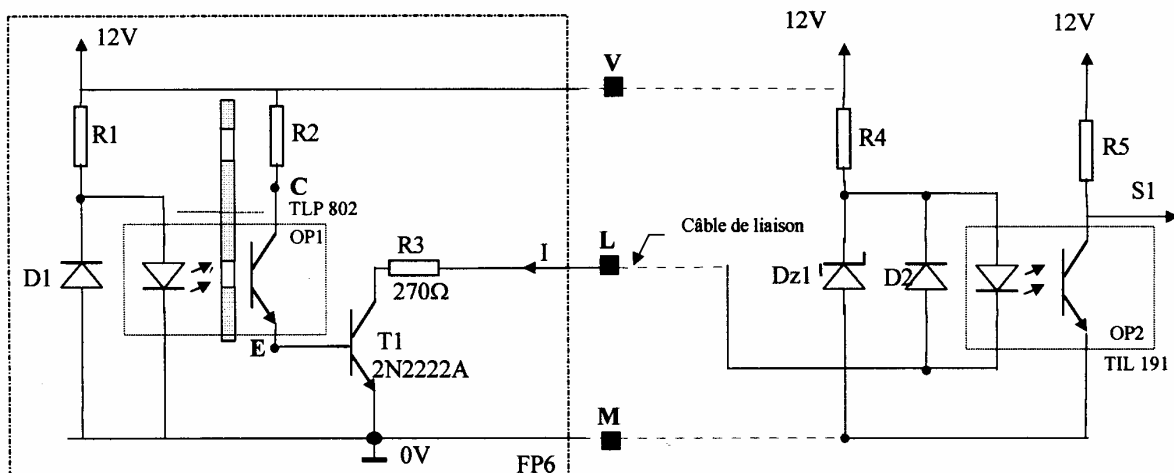 12V
V
12V
12V
R1
R2
R4
R5
C
TLP 802
S1
OP1
Câble de liaison
L
R3
I
D1
270Ω
Dz1
D2
E
T1
2N2222A
OP2
TIL 191
M
0V
FP6